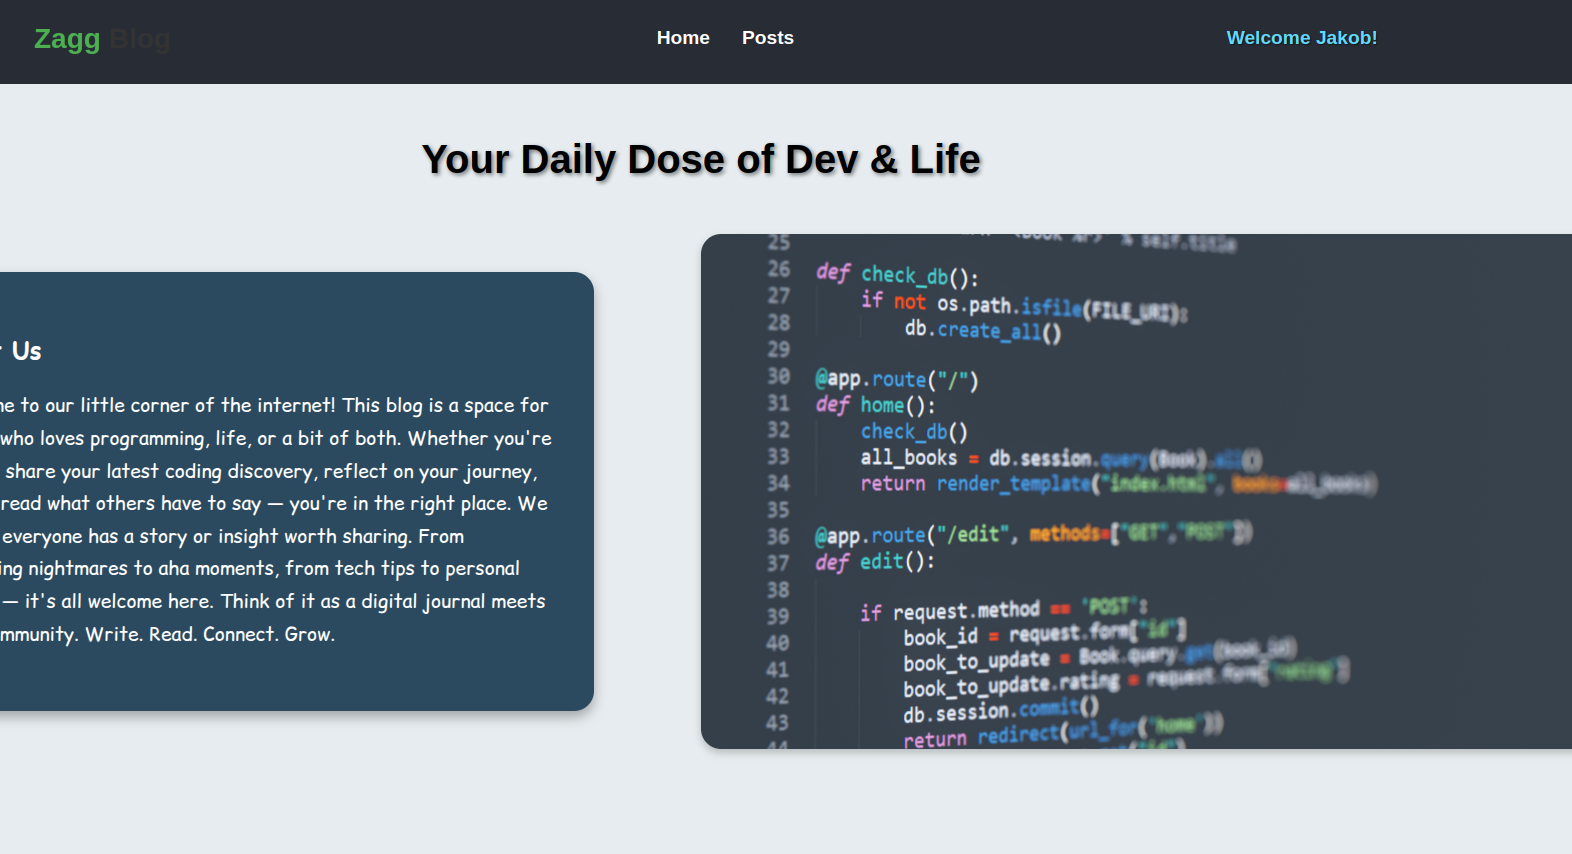 Zagg Blog
Home Posts
Welcome Jakob!
Your Daily Dose of Dev & Life
Us
me to our little corner of the internet! This blog is a space for
who loves programming, life, or a bit of both. Whether you're
share your latest coding discovery, reflect on your journey,
read what others have to say — you're in the right place. We
everyone has a story or insight worth sharing. From
ing nightmares to aha moments, from tech tips to personal
— it's all welcome here. Think of it as a digital journal meets
mmunity. Write. Read. Connect. Grow.
25 % self.title
26 def check_db():
27 if not os.path.isfile(FILE_URI):
28 db.create_all()
29
30 @app.route("/")
31 def home():
32 check_db()
33 all_books = db.session.query(Book).all()
34 return render_template("index.html", books=all_books)
35
36 @app.route("/edit", methods=["GET","POST"])
37 def edit():
38
39 if request.method == "POST":
40 book_id = request.form["id"]
41 book_to_update = Book.query.get(book_id)
42 book_to_update.rating = request.form["rating"]
43 db.session.commit()
44 return redirect(url_for("home"))
("id")